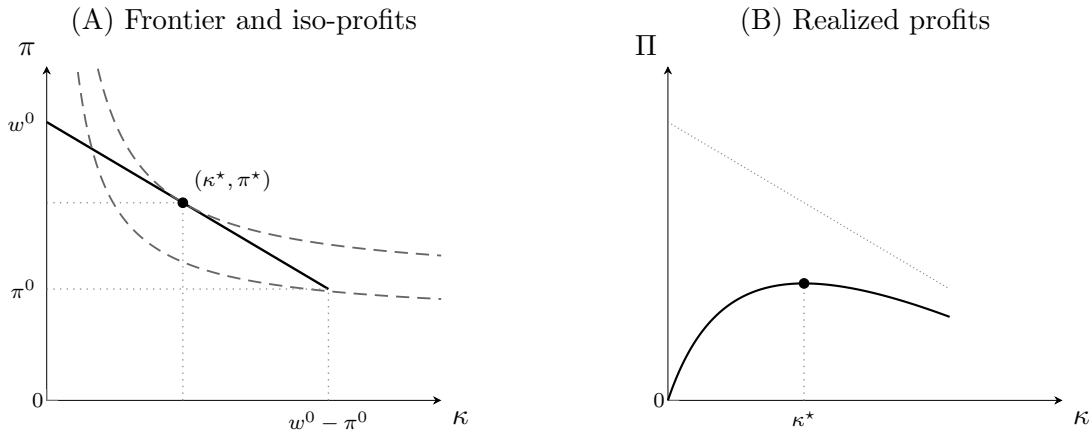 (A) Frontier and iso-profits
π
w⁰
(κ⋆, π⋆)
π⁰
0
w⁰ − π⁰
κ
(B) Realized profits
Π
0
κ⋆
κ